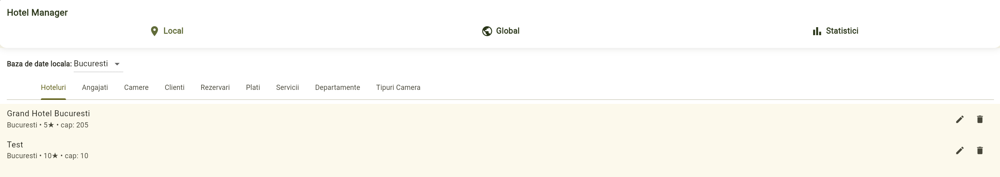 Hotel Manager
Local Global Statistici
Baza de date locala: Bucuresti
Hoteluri Angajati Camere Clienti Rezervari Plati Servicii Departamente Tipuri Camera
Grand Hotel Bucuresti
Bucuresti • 5★ • cap: 205
Test
Bucuresti • 10★ • cap: 10